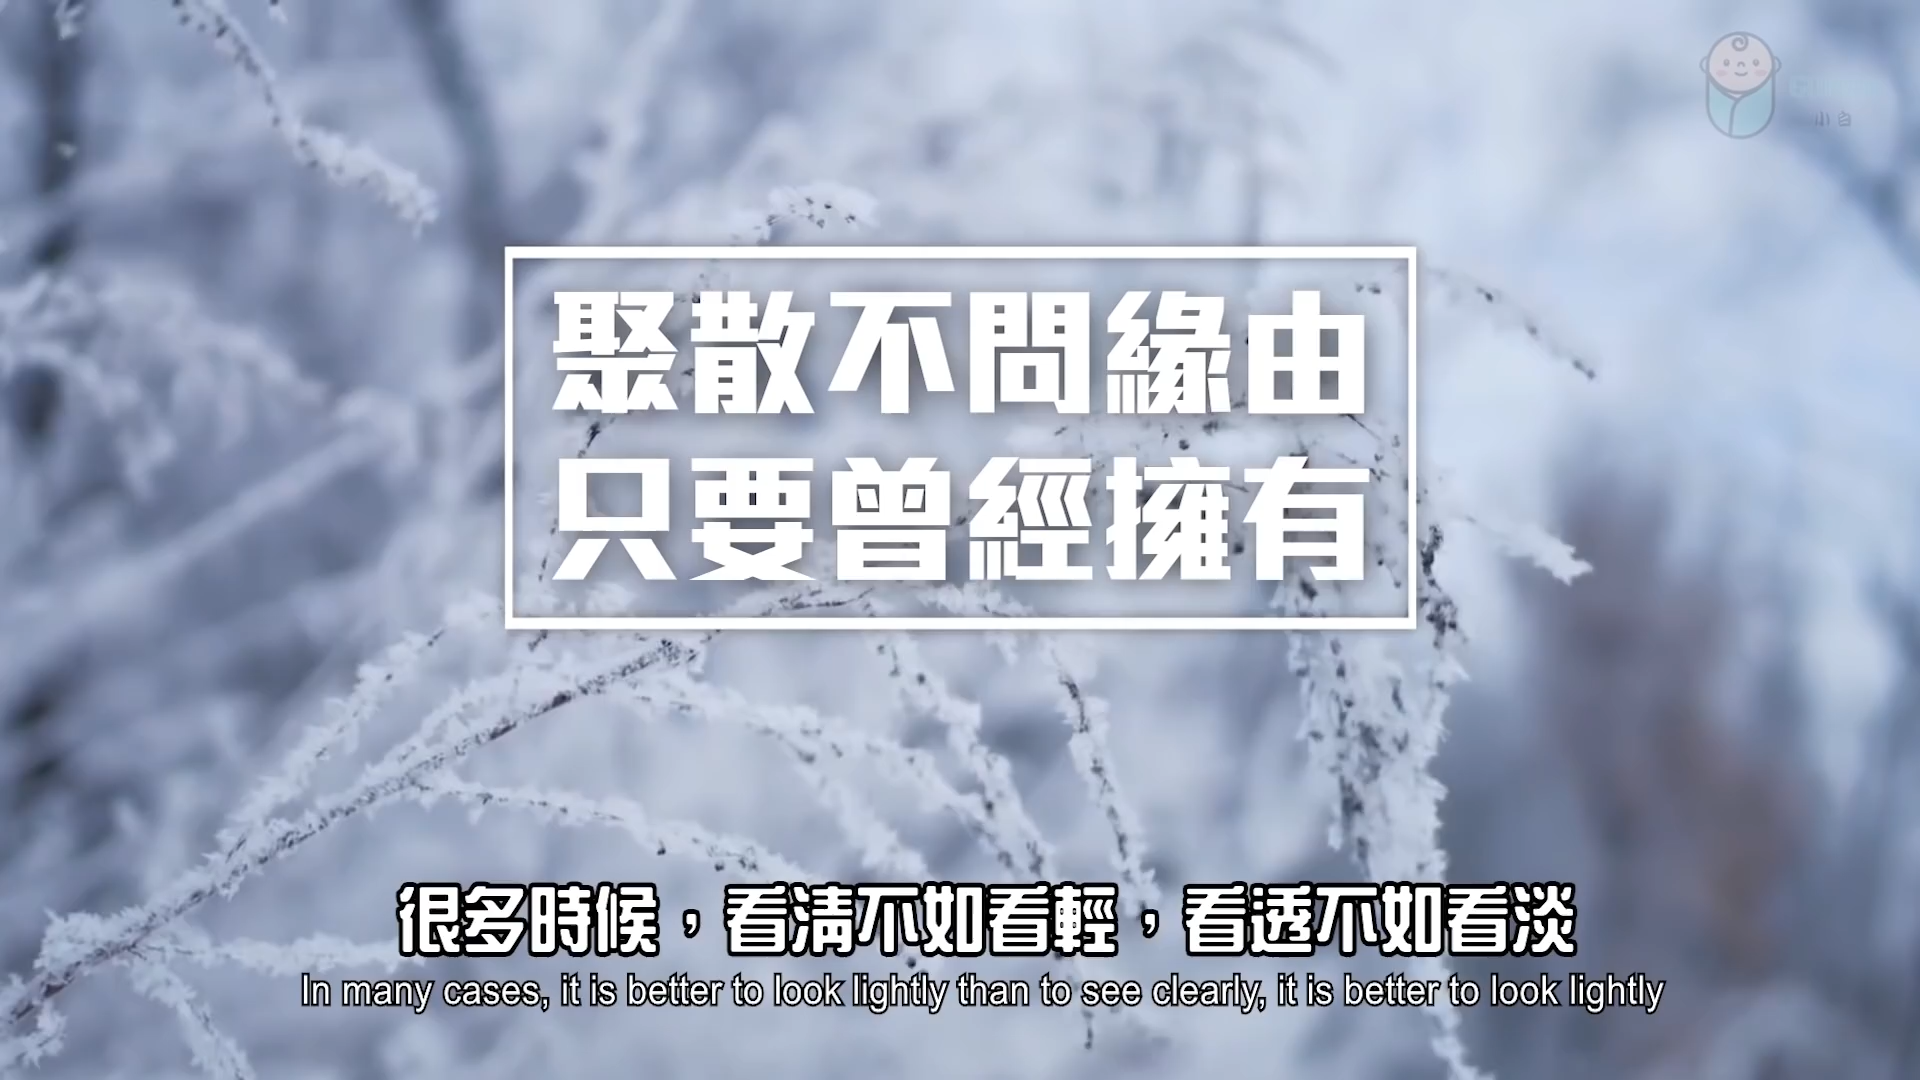 小白
聚散不問緣由
只要曾經擁有
很多時候，看清不如看輕，看透不如看淡
In many cases, it is better to look lightly than to see clearly, it is better to look lightly